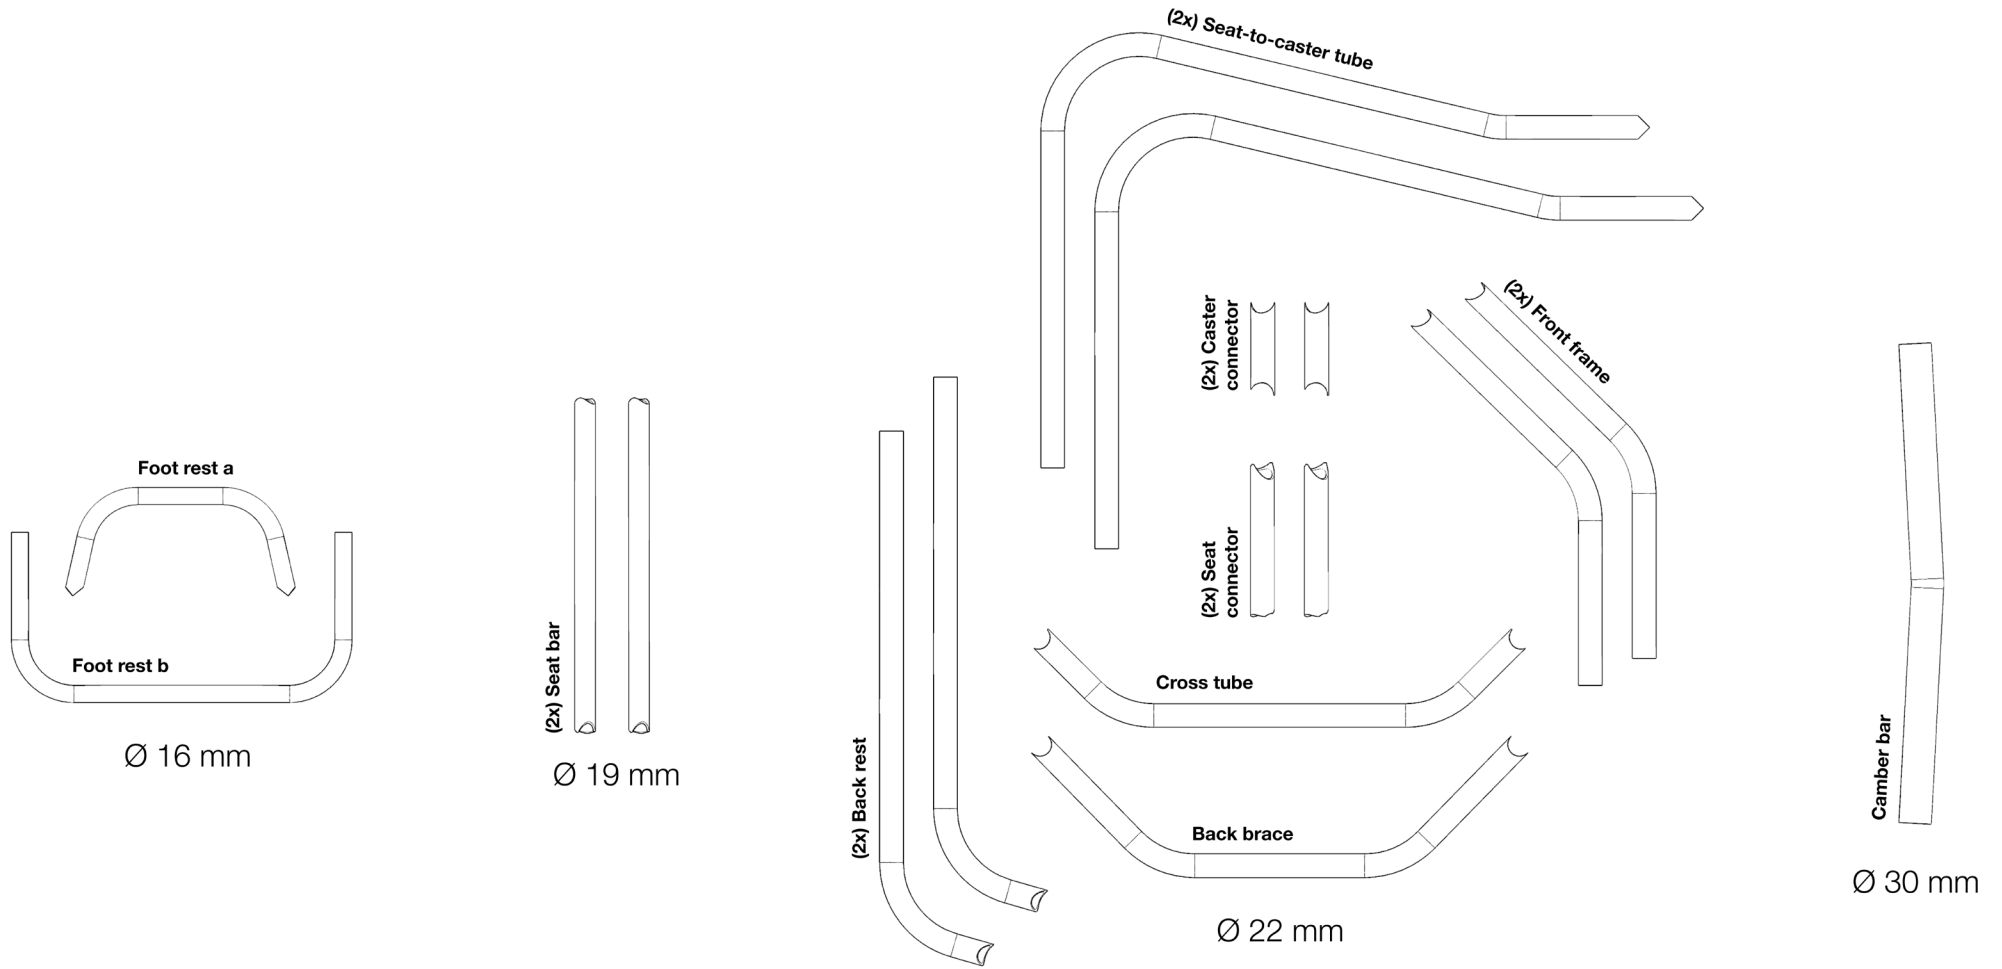 (2x) Seat-to-caster tube
(2x) Caster
connector
(2x) Front frame
Foot rest a
(2x) Seat
connector
Foot rest b
(2x) Seat bar
Cross tube
Ø 16 mm
Ø 19 mm
(2x) Back rest
Back brace
Camber bar
Ø 22 mm
Ø 30 mm